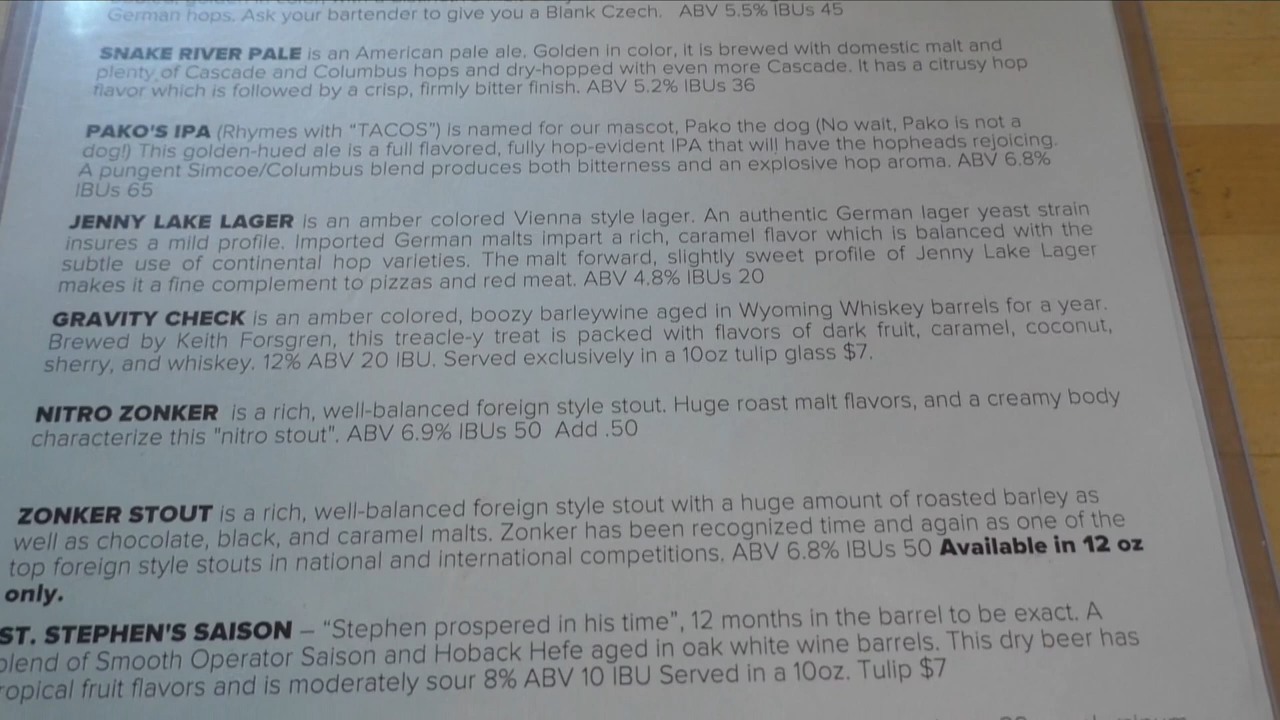 German hops. Ask your bartender to give you a Blank Czech. ABV 5.5% IBUs 45
SNAKE RIVER PALE is an American pale ale. Golden in color, it is brewed with domestic malt and
plenty of Cascade and Columbus hops and dry-hopped with even more Cascade. It has a citrusy hop
flavor which is followed by a crisp, firmly bitter finish. ABV 5.2% IBUs 36
PAKO'S IPA (Rhymes with "TACOS") is named for our mascot, Pako the dog (No wait, Pako is not a
dog!) This golden-hued ale is a full flavored, fully hop-evident IPA that will have the hopheads rejoicing.
A pungent Simcoe/Columbus blend produces both bitterness and an explosive hop aroma. ABV 6.8%
IBUs 65
JENNY LAKE LAGER is an amber colored Vienna style lager. An authentic German lager yeast strain
insures a mild profile. Imported German malts impart a rich, caramel flavor which is balanced with the
subtle use of continental hop varieties. The malt forward, slightly sweet profile of Jenny Lake Lager
makes it a fine complement to pizzas and red meat. ABV 4.8% IBUs 20
GRAVITY CHECK is an amber colored, boozy barleywine aged in Wyoming Whiskey barrels for a year.
Brewed by Keith Forsgren, this treacle-y treat is packed with flavors of dark fruit, caramel, coconut,
sherry, and whiskey. 12% ABV 20 IBU. Served exclusively in a 10oz tulip glass $7.
NITRO ZONKER is a rich, well-balanced foreign style stout. Huge roast malt flavors, and a creamy body
characterize this "nitro stout". ABV 6.9% IBUs 50 Add .50
ZONKER STOUT is a rich, well-balanced foreign style stout with a huge amount of roasted barley as
well as chocolate, black, and caramel malts. Zonker has been recognized time and again as one of the
top foreign style stouts in national and international competitions. ABV 6.8% IBUs 50 Available in 12 oz
only.
ST. STEPHEN'S SAISON – "Stephen prospered in his time", 12 months in the barrel to be exact. A
blend of Smooth Operator Saison and Hoback Hefe aged in oak white wine barrels. This dry beer has
ropical fruit flavors and is moderately sour 8% ABV 10 IBU Served in a 10oz. Tulip $7